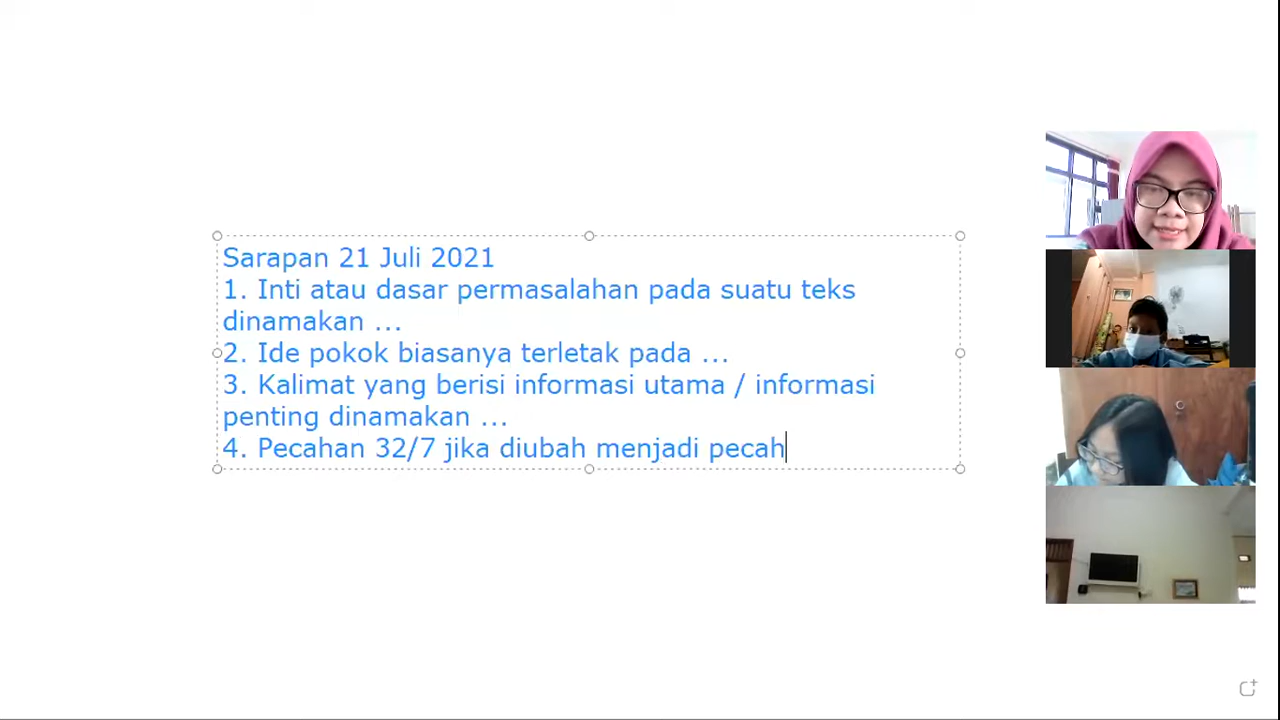 Sarapan 21 Juli 2021
1. Inti atau dasar permasalahan pada suatu teks
dinamakan ...
2. Ide pokok biasanya terletak pada ...
3. Kalimat yang berisi informasi utama / informasi
penting dinamakan ...
4. Pecahan 32/7 jika diubah menjadi pecah